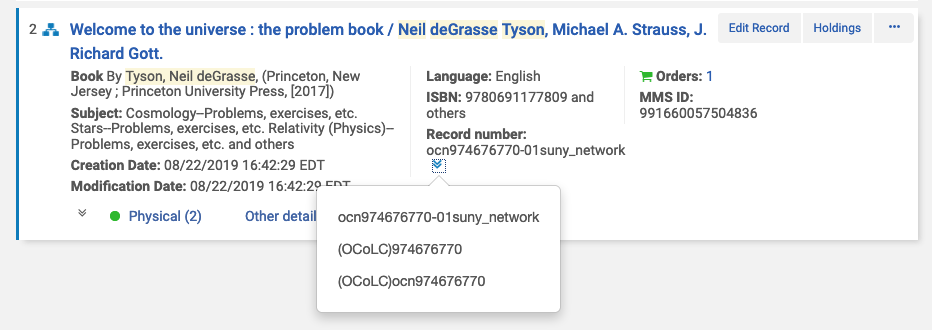 2 Welcome to the universe : the problem book / Neil deGrasse Tyson, Michael A. Strauss, J.
Richard Gott.
Edit Record
Holdings
•••
Book By Tyson, Neil deGrasse, (Princeton, New
Jersey ; Princeton University Press, [2017])
Subject: Cosmology--Problems, exercises, etc.
Stars--Problems, exercises, etc. Relativity (Physics)--
Problems, exercises, etc. and others
Creation Date: 08/22/2019 16:42:29 EDT
Modification Date: 08/22/2019 16:42:29 EDT
Language: English
ISBN: 9780691177809 and
others
Record number:
ocn974676770-01suny_network
Orders: 1
MMS ID:
991660057504836
Physical (2)
Other detail
ocn974676770-01suny_network
(OCoLC)974676770
(OCoLC)ocn974676770